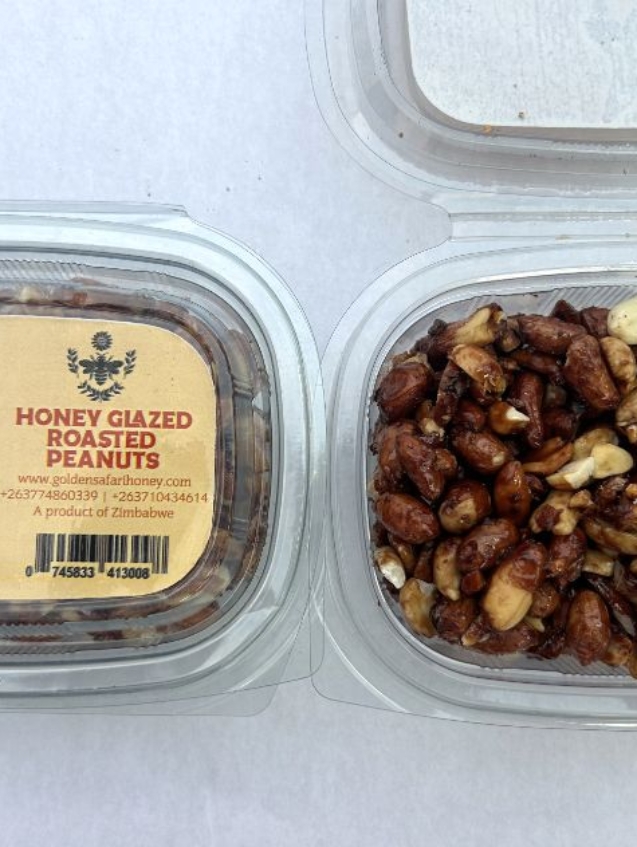 HONEY GLAZED
ROASTED
PEANUTS
www.goldensafarihoney.com
+263774860339 | +263710434614
A product of Zimbabwe
0 745833 413008